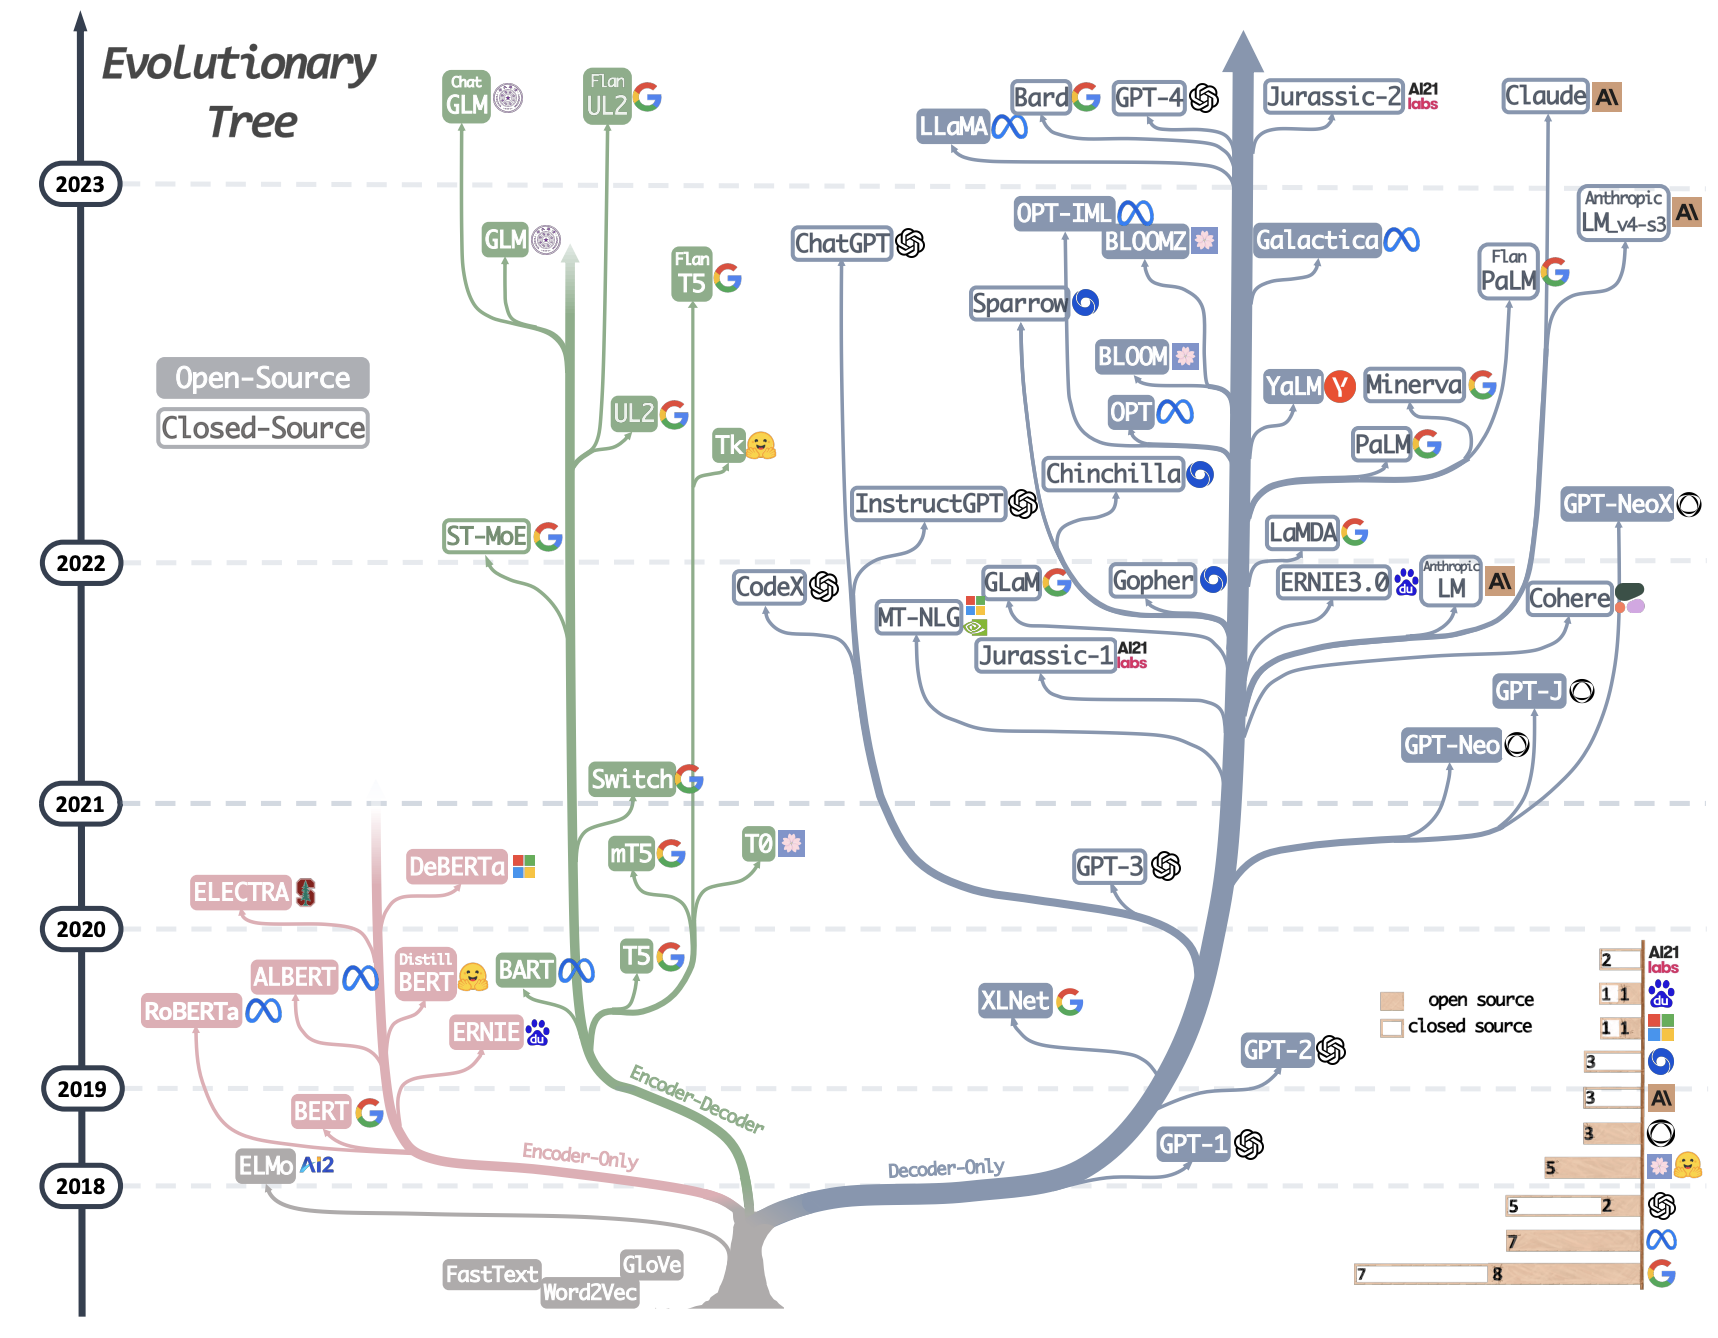 Evolutionary
Tree
2023
2022
2021
2020
2019
2018
Open-Source
Closed-Source
Chat
GLM
Flan
UL2
GLM
Flan
T5
UL2
Tk
ST-MoE
Switch
mT5
T0
T5
BART
Encoder-Decoder
DeBERTa
ELECTRA
Distill
BERT
ALBERT
RoBERTa
ERNIE
du
BERT
Encoder-Only
ELMo
Ai2
FastText
GloVe
Word2Vec
Bard
GPT-4
Jurassic-2
AI21
labs
Claude
A\
LLaMA
Anthropic
LM_v4-s3
A\
OPT-IML
BLOOMZ
Galactica
ChatGPT
Flan
PaLM
Sparrow
BLOOM
YaLM
Y
Minerva
OPT
PaLM
Chinchilla
InstructGPT
GPT-NeoX
LaMDA
CodeX
GLaM
Gopher
ERNIE3.0
du
Anthropic
LM
A\
Cohere
MT-NLG
Jurassic-1
AI21
labs
GPT-J
GPT-Neo
GPT-3
XLNet
GPT-2
GPT-1
Decoder-Only
open source
closed source
2
AI21
labs
1 1
du
1 1
3
3
A\
3
5
5 2
7
7 8